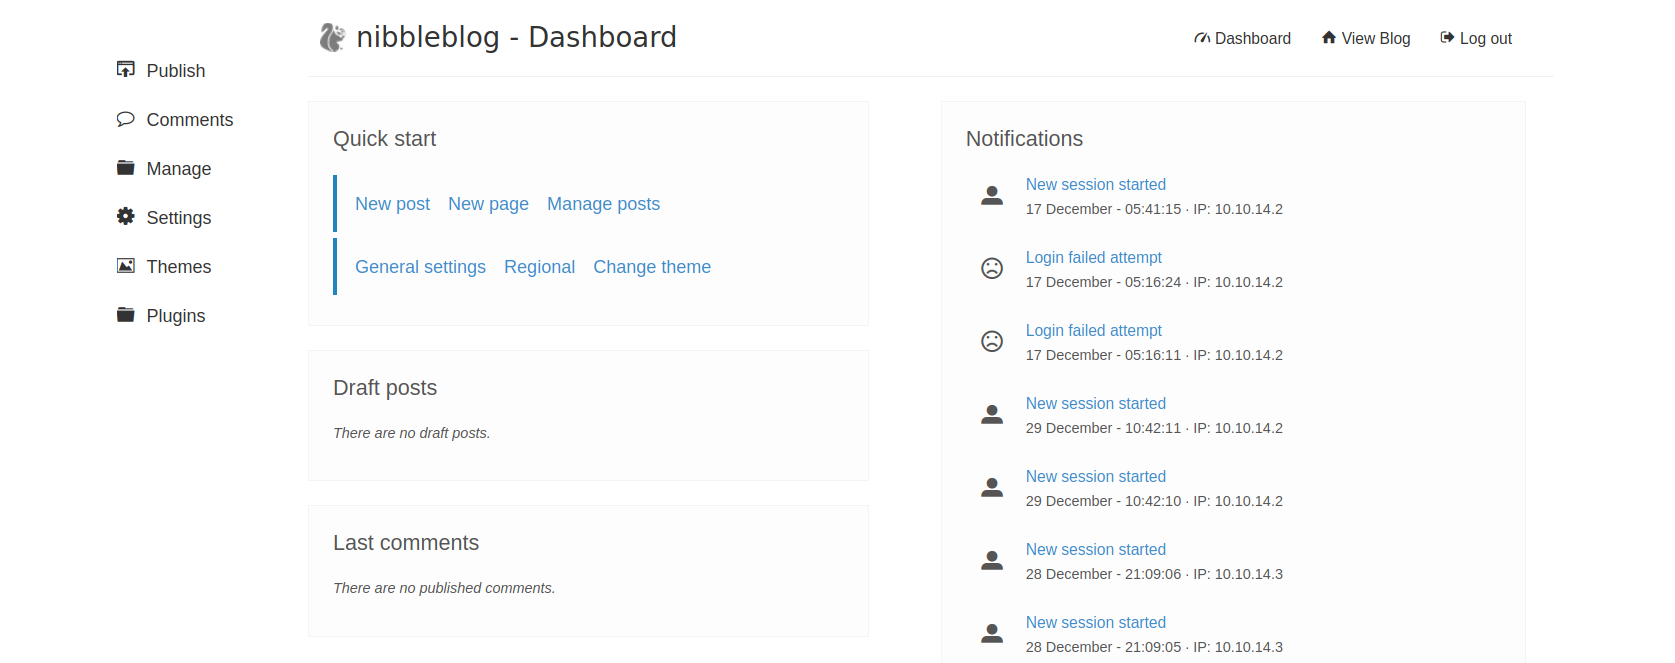 nibbleblog - Dashboard
Dashboard View Blog Log out
Publish
Comments
Manage
Settings
Themes
Plugins
Quick start
New post New page Manage posts
General settings Regional Change theme
Draft posts
There are no draft posts.
Last comments
There are no published comments.
Notifications
New session started
17 December - 05:41:15 · IP: 10.10.14.2
Login failed attempt
17 December - 05:16:24 · IP: 10.10.14.2
Login failed attempt
17 December - 05:16:11 · IP: 10.10.14.2
New session started
29 December - 10:42:11 · IP: 10.10.14.2
New session started
29 December - 10:42:10 · IP: 10.10.14.2
New session started
28 December - 21:09:06 · IP: 10.10.14.3
New session started
28 December - 21:09:05 · IP: 10.10.14.3